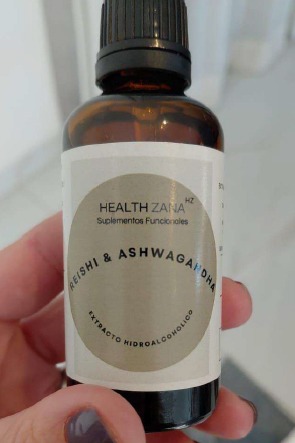 HEALTH ZANA HZ
Suplementos Funcionales
REISHI & ASHWAGANDHA
EXTRACTO HIDROALCOHOLICO